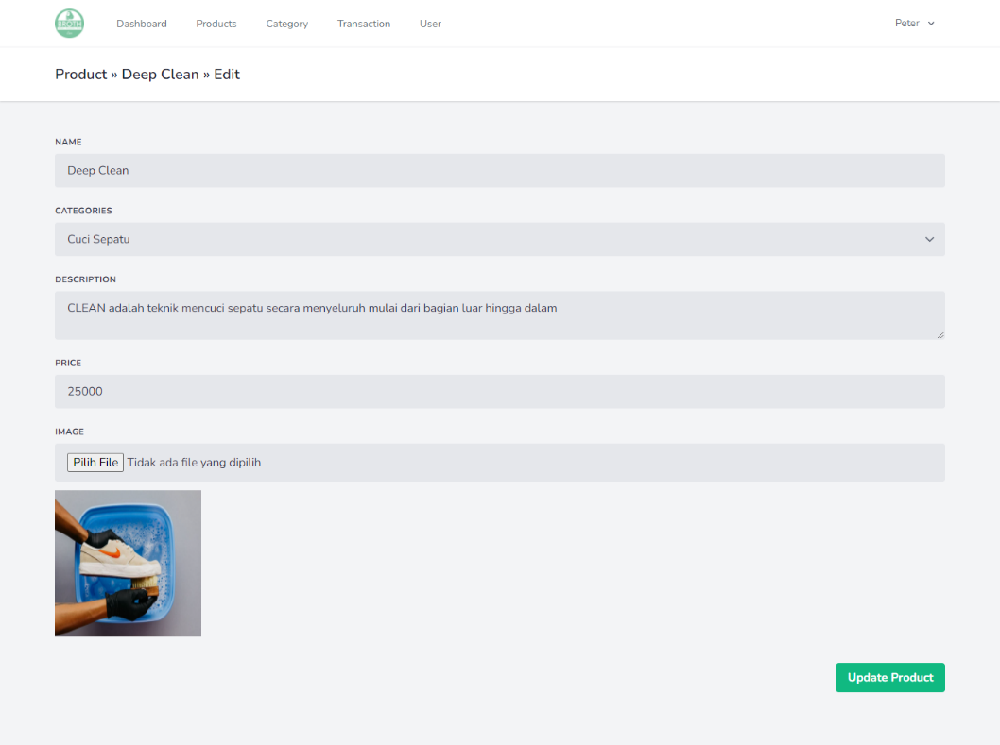 BROTH
Dashboard Products Category Transaction User Peter
Product » Deep Clean » Edit
NAME
Deep Clean
CATEGORIES
Cuci Sepatu
DESCRIPTION
CLEAN adalah teknik mencuci sepatu secara menyeluruh mulai dari bagian luar hingga dalam
PRICE
25000
IMAGE
Pilih File Tidak ada file yang dipilih
Update Product